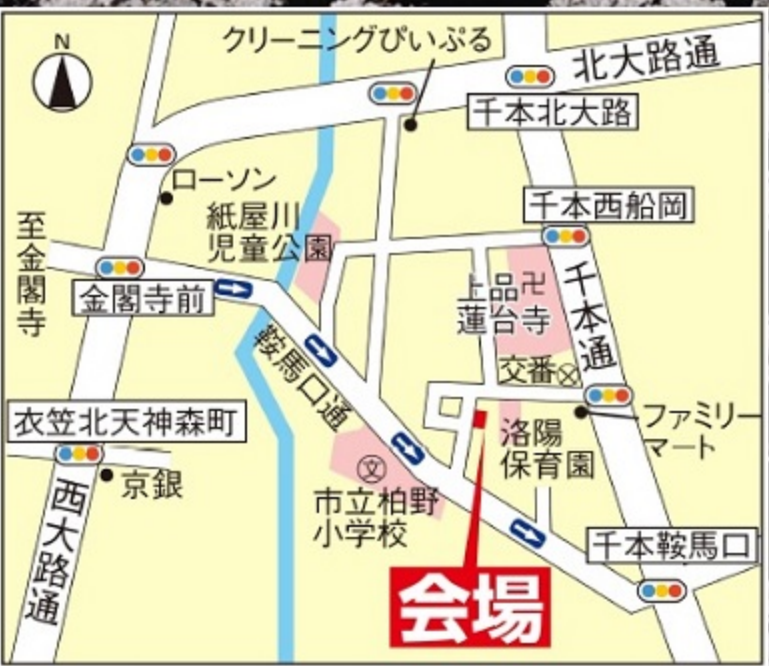 N
クリーニングぴいぷる
北大路通
千本北大路
ローソン
紙屋川
児童公園
千本西船岡
至金閣寺
金閣寺前
上品
蓮台寺
卍
千本通
鞍馬口通
交番
衣笠北天神森町
ファミリー
マート
洛陽
保育園
京銀
文
市立柏野
小学校
西大路通
千本鞍馬口
会場